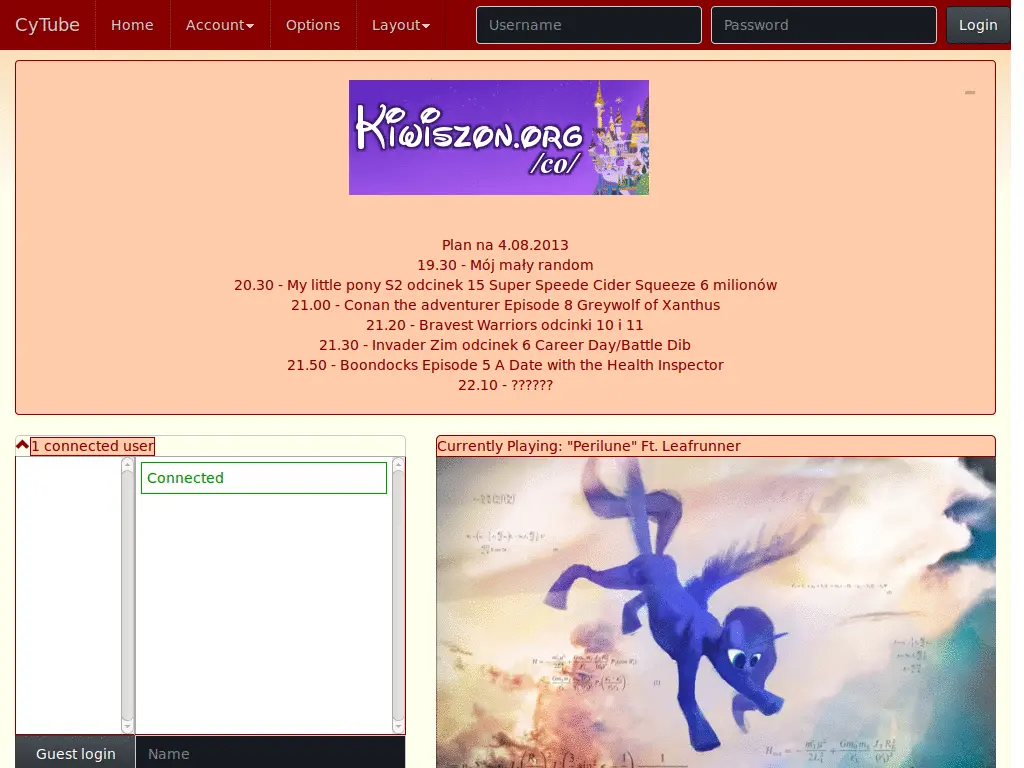 CyTube Home Account Options Layout Username Password Login
Kiwiszon.org
/co/
Plan na 4.08.2013
19.30 - Mój mały random
20.30 - My little pony S2 odcinek 15 Super Speede Cider Squeeze 6 milionów
21.00 - Conan the adventurer Episode 8 Greywolf of Xanthus
21.20 - Bravest Warriors odcinki 10 i 11
21.30 - Invader Zim odcinek 6 Career Day/Battle Dib
21.50 - Boondocks Episode 5 A Date with the Health Inspector
22.10 - ??????
1 connected user
Connected
Guest login Name
Currently Playing: "Perilune" Ft. Leafrunner